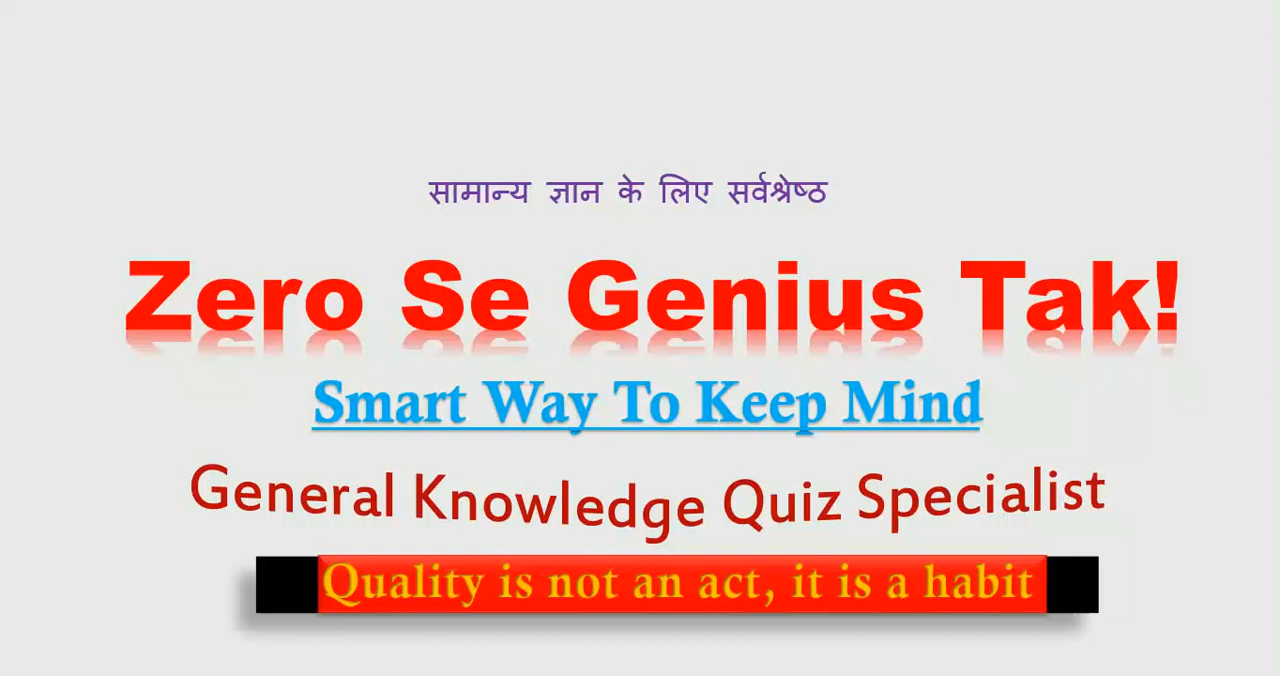 सामान्य ज्ञान के लिए सर्वश्रेष्ठ
Zero Se Genius Tak!
Smart Way To Keep Mind
General Knowledge Quiz Specialist
Quality is not an act, it is a habit